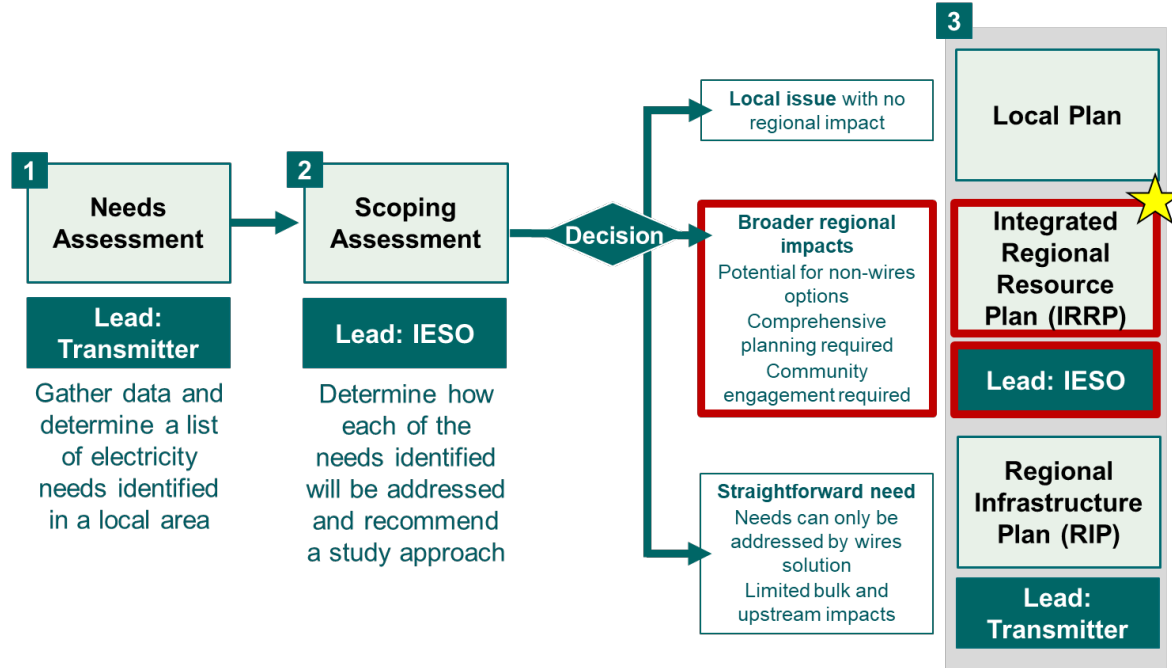 1
Needs
Assessment
Lead:
Transmitter
Gather data and
determine a list
of electricity
needs identified
in a local area
2
Scoping
Assessment
Lead: IESO
Determine how
each of the
needs identified
will be addressed
and recommend
a study approach
Decision
Local issue with no
regional impact
Broader regional
impacts
Potential for non-wires
options
Comprehensive
planning required
Community
engagement required
Straightforward need
Needs can only be
addressed by wires
solution
Limited bulk and
upstream impacts
3
Local Plan
Integrated
Regional
Resource
Plan (IRRP)
Lead: IESO
Regional
Infrastructure
Plan (RIP)
Lead:
Transmitter